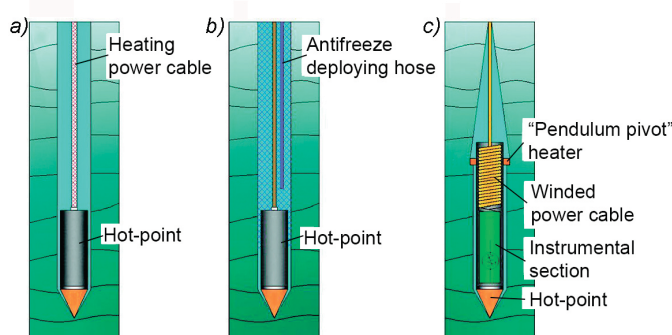 a)
Heating
power cable
Hot-point
b)
Antifreeze
deploying hose
Hot-point
c)
“Pendulum pivot”
heater
Winded
power cable
Instrumental
section
Hot-point